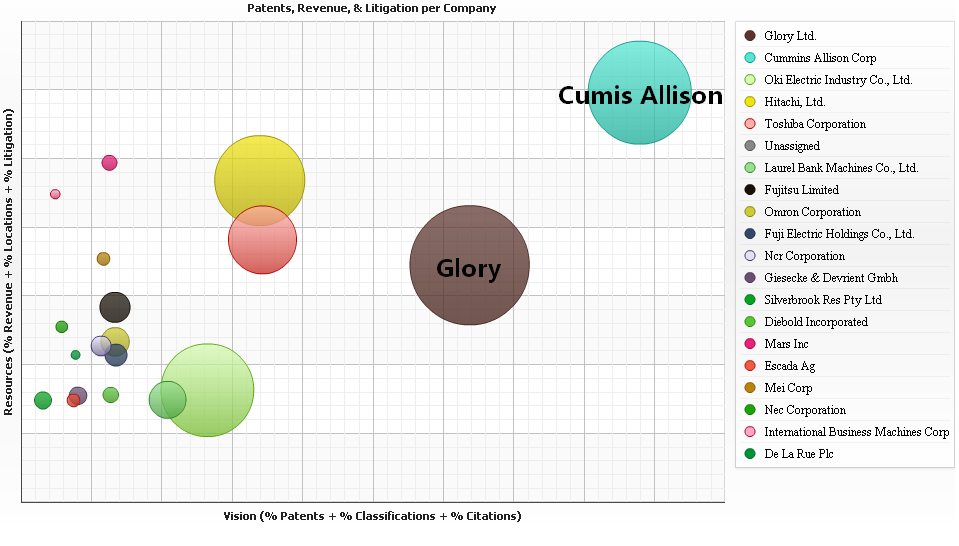 Patents, Revenue, & Litigation per Company
Resources (% Revenue + % Locations + % Litigation)
Cumis Allison
Glory
Vision (% Patents + % Classifications + % Citations)
Glory Ltd.
Cummins Allison Corp
Oki Electric Industry Co., Ltd.
Hitachi, Ltd.
Toshiba Corporation
Unassigned
Laurel Bank Machines Co., Ltd.
Fujitsu Limited
Omron Corporation
Fuji Electric Holdings Co., Ltd.
Ncr Corporation
Giesecke & Devrient Gmbh
Silverbrook Res Pty Ltd
Diebold Incorporated
Mars Inc
Escada Ag
Mei Corp
Nec Corporation
International Business Machines Corp
De La Rue Plc